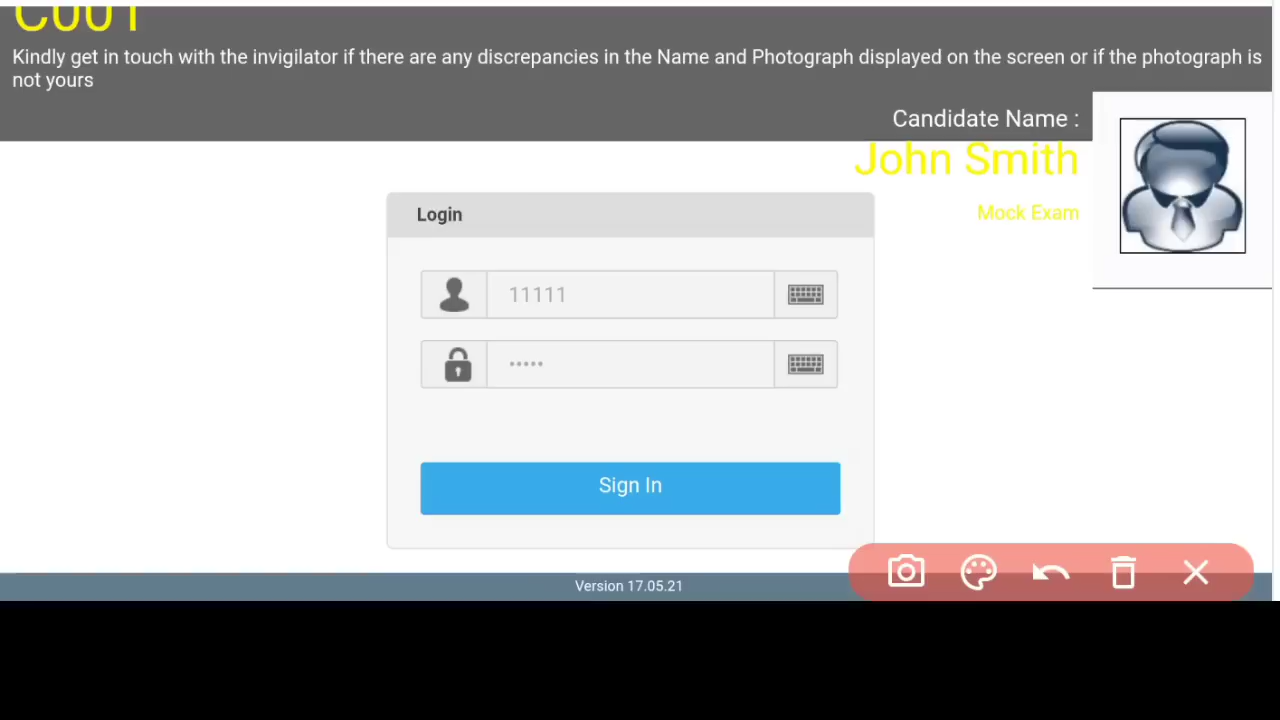 C001
Kindly get in touch with the invigilator if there are any discrepancies in the Name and Photograph displayed on the screen or if the photograph is
not yours
Candidate Name :
John Smith
Mock Exam
Login
11111
•••••
Sign In
Version 17.05.21